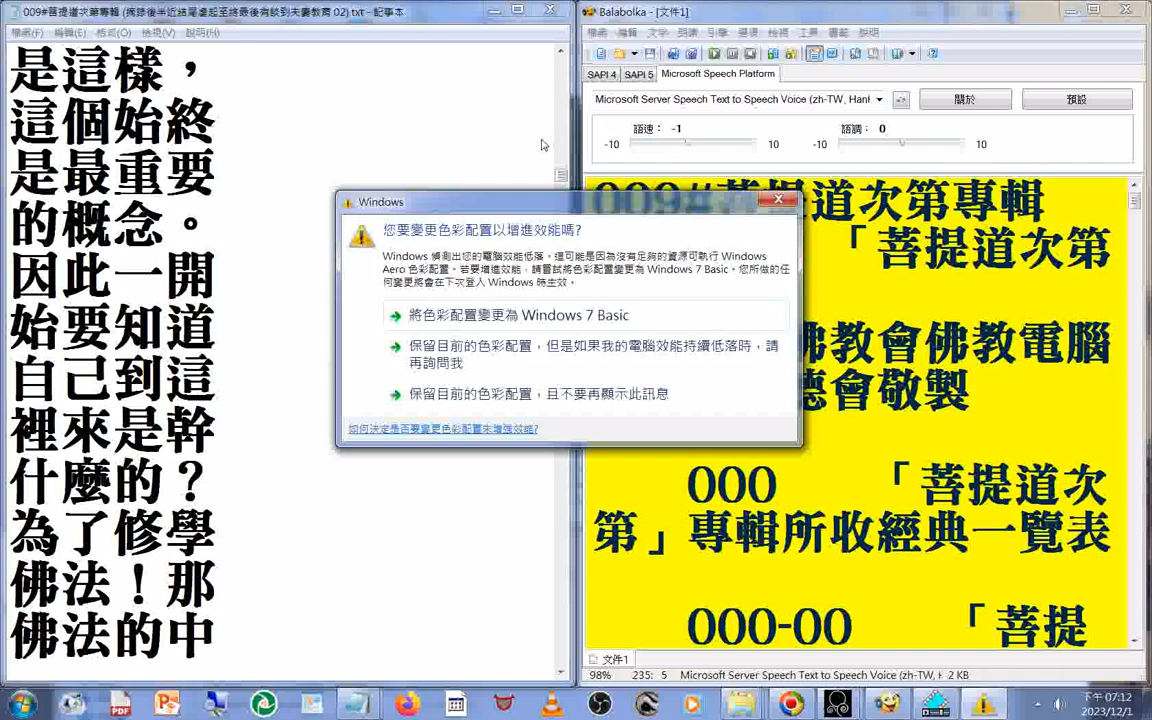 009#菩提道次第專輯 (摘錄後半近結尾處起至終最後有談到夫妻教育 02).txt - 記事本
檔案(F) 編輯(E) 格式(O) 檢視(V) 說明(H)
是這樣，
這個始終
是最重要
的概念。
因此一開
始要知道
自己到這
裡來是幹
什麼的？
為了修學
佛法！那
佛法的中
Balabolka - [文件1]
SAPI 4 SAPI 5 Microsoft Speech Platform
Microsoft Server Speech Text to Speech Voice (zh-TW, Hanl
關於
預設
語速： -1
語調： 0
-10 10 -10 10
009#菩提道次第專輯
「菩提道次第
佛教會佛教電腦
德會敬製
000 「菩提道次
第」專輯所收經典一覽表
000-00 「菩提
文件1
98% 235: 5 Microsoft Server Speech Text to Speech Voice (zh-TW, H 2 KB
Windows
您要變更色彩配置以增進效能嗎?
Windows 偵測出您的電腦效能低落。這可能是因為沒有足夠的資源可執行 Windows
Aero 色彩配置。若要增進效能，請嘗試將色彩配置變更為 Windows 7 Basic。您所做的任
何變更將會在下次登入 Windows 時生效。
將色彩配置變更為 Windows 7 Basic
保留目前的色彩配置，但是如果我的電腦效能持續低落時，請
再詢問我
保留目前的色彩配置，且不要再顯示此訊息
如何決定是否要變更色彩配置來增強效能?
下午 07:12
2023/12/1